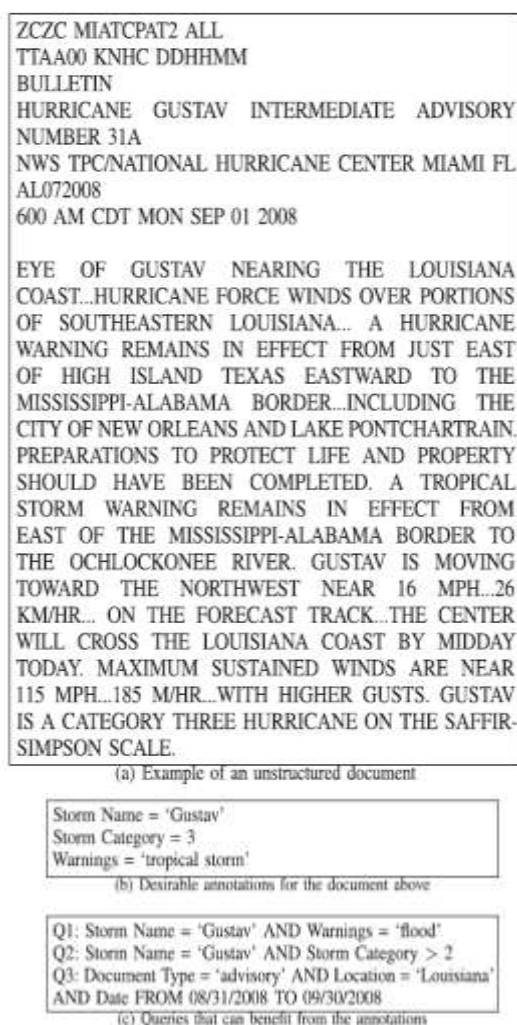 ZCZC MIATCPAT2 ALL
TTAA00 KNHC DDHHMM
BULLETIN
HURRICANE GUSTAV INTERMEDIATE ADVISORY
NUMBER 31A
NWS TPC/NATIONAL HURRICANE CENTER MIAMI FL
AL072008
600 AM CDT MON SEP 01 2008
EYE OF GUSTAV NEARING THE LOUISIANA
COAST...HURRICANE FORCE WINDS OVER PORTIONS
OF SOUTHEASTERN LOUISIANA... A HURRICANE
WARNING REMAINS IN EFFECT FROM JUST EAST
OF HIGH ISLAND TEXAS EASTWARD TO THE
MISSISSIPPI-ALABAMA BORDER...INCLUDING THE
CITY OF NEW ORLEANS AND LAKE PONTCHARTRAIN.
PREPARATIONS TO PROTECT LIFE AND PROPERTY
SHOULD HAVE BEEN COMPLETED. A TROPICAL
STORM WARNING REMAINS IN EFFECT FROM
EAST OF THE MISSISSIPPI-ALABAMA BORDER TO
THE OCHLOCKONEE RIVER. GUSTAV IS MOVING
TOWARD THE NORTHWEST NEAR 16 MPH...26
KM/HR... ON THE FORECAST TRACK...THE CENTER
WILL CROSS THE LOUISIANA COAST BY MIDDAY
TODAY. MAXIMUM SUSTAINED WINDS ARE NEAR
115 MPH...185 M/HR...WITH HIGHER GUSTS. GUSTAV
IS A CATEGORY THREE HURRICANE ON THE SAFFIR-
SIMPSON SCALE.
(a) Example of an unstructured document
Storm Name = ‘Gustav’
Storm Category = 3
Warnings = ‘tropical storm’
(b) Desirable annotations for the document above
Q1: Storm Name = ‘Gustav’ AND Warnings = ‘flood’
Q2: Storm Name = ‘Gustav’ AND Storm Category > 2
Q3: Document Type = ‘advisory’ AND Location = ‘Louisiana’
AND Date FROM 08/31/2008 TO 09/30/2008
(c) Queries that can benefit from the annotations